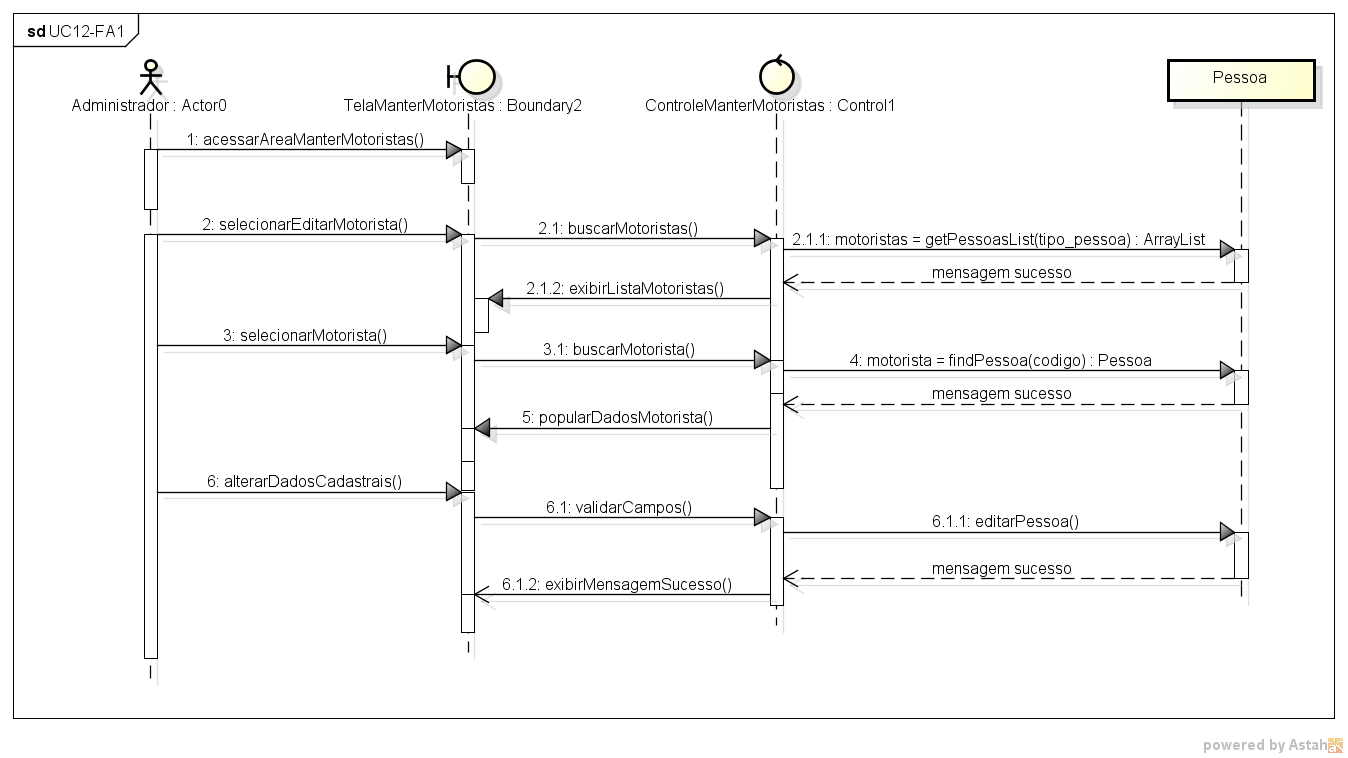 sd UC12-FA1
Administrador : Actor0
TelaManterMotoristas : Boundary2
ControleManterMotoristas : Control1
Pessoa
1: acessarAreaManterMotoristas()
2: selecionarEditarMotorista()
2.1: buscarMotoristas()
2.1.1: motoristas = getPessoasList(tipo_pessoa) : ArrayList
mensagem sucesso
2.1.2: exibirListaMotoristas()
3: selecionarMotorista()
3.1: buscarMotorista()
4: motorista = findPessoa(codigo) : Pessoa
mensagem sucesso
5: popularDadosMotorista()
6: alterarDadosCadastrais()
6.1: validarCampos()
6.1.1: editarPessoa()
mensagem sucesso
6.1.2: exibirMensagemSucesso()
powered by Astah